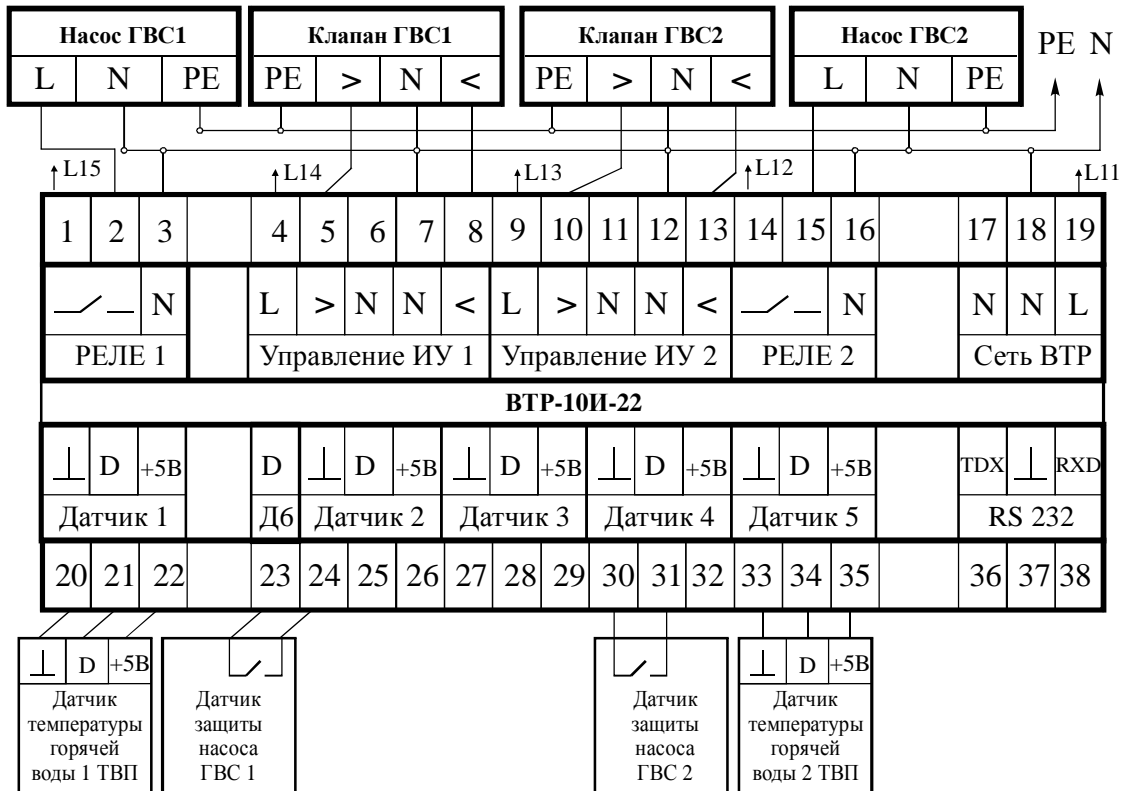 Насос ГВС1 Клапан ГВС1 Клапан ГВС2 Насос ГВС2 PE N
L N PE PE > N < PE > N < L N PE
L15 L14 L13 L12 L11
1 2 3 4 5 6 7 8 9 10 11 12 13 14 15 16 17 18 19
N L > N N < L > N N < N N N L
РЕЛЕ 1 Управление ИУ 1 Управление ИУ 2 РЕЛЕ 2 Сеть ВТР
ВТР-10И-22
D +5В D D +5В D +5В D +5В D +5В TDX RXD
Датчик 1 Д6 Датчик 2 Датчик 3 Датчик 4 Датчик 5 RS 232
20 21 22 23 24 25 26 27 28 29 30 31 32 33 34 35 36 37 38
D +5В D +5В
Датчик температуры горячей воды 1 ТВП
Датчик защиты насоса ГВС 1
Датчик защиты насоса ГВС 2
Датчик температуры горячей воды 2 ТВП